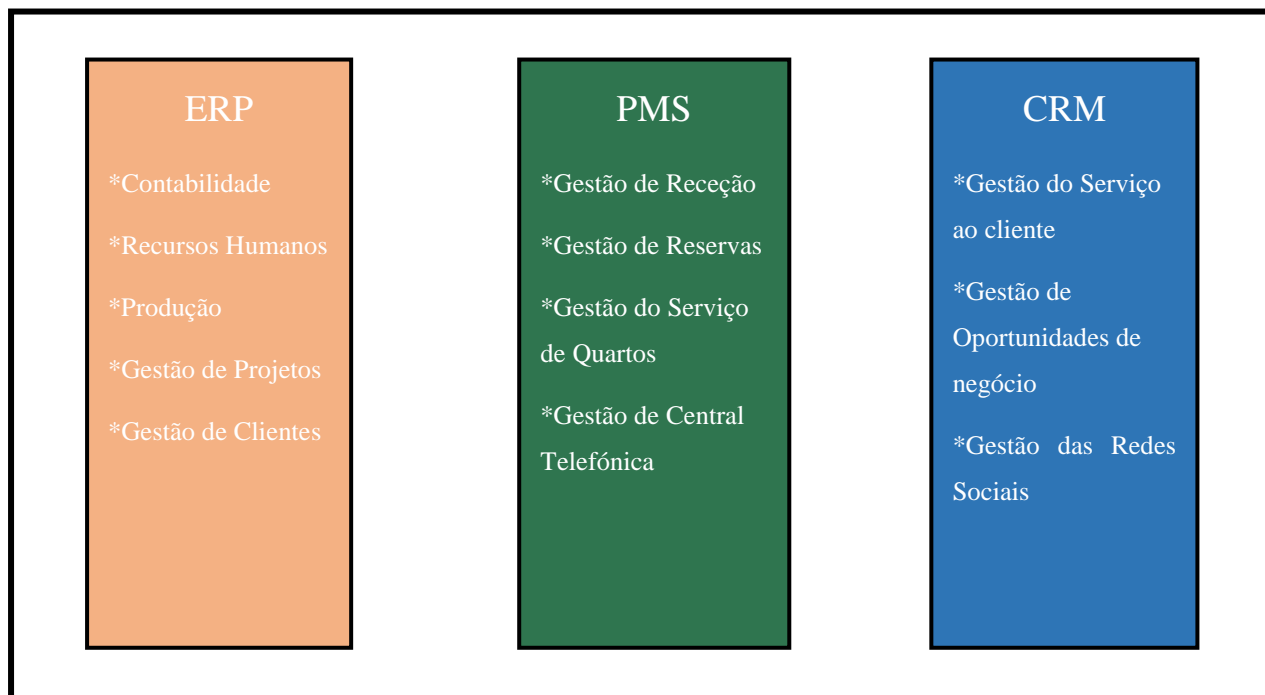 ERP
*Contabilidade
*Recursos Humanos
*Produção
*Gestão de Projetos
*Gestão de Clientes
PMS
*Gestão de Receção
*Gestão de Reservas
*Gestão do Serviço
de Quartos
*Gestão de Central
Telefónica
CRM
*Gestão do Serviço
ao cliente
*Gestão de
Oportunidades de
negócio
*Gestão das Redes
Sociais